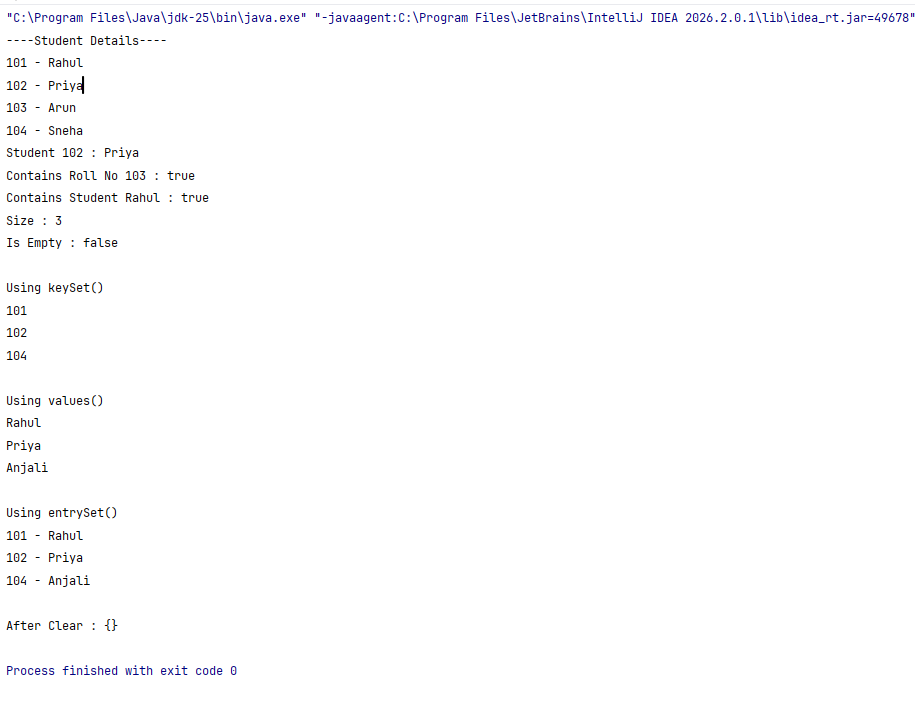 "C:\Program Files\Java\jdk-25\bin\java.exe" "-javaagent:C:\Program Files\JetBrains\IntelliJ IDEA 2026.2.0.1\lib\idea_rt.jar=49678"
----Student Details----
101 - Rahul
102 - Priya
103 - Arun
104 - Sneha
Student 102 : Priya
Contains Roll No 103 : true
Contains Student Rahul : true
Size : 3
Is Empty : false
Using keySet()
101
102
104
Using values()
Rahul
Priya
Anjali
Using entrySet()
101 - Rahul
102 - Priya
104 - Anjali
After Clear : {}
Process finished with exit code 0